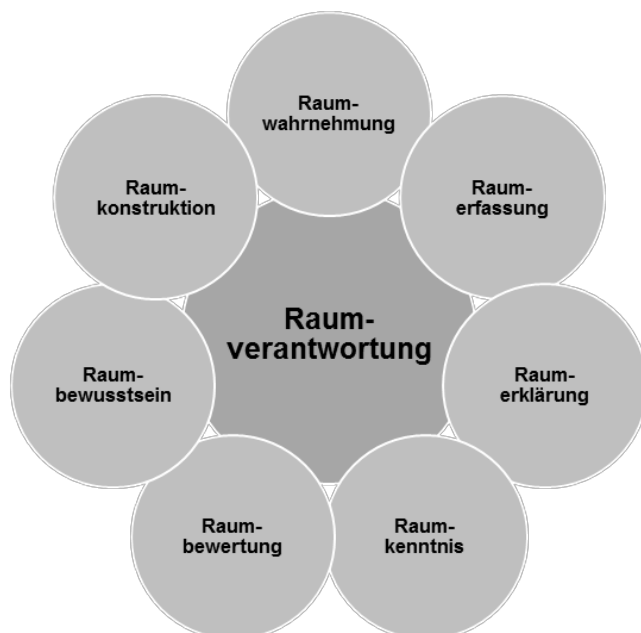 Raum-
wahrnehmung
Raum-
erfassung
Raum-
erklärung
Raum-
kenntnis
Raum-
bewertung
Raum-
bewusstsein
Raum-
konstruktion
Raum-
verantwortung